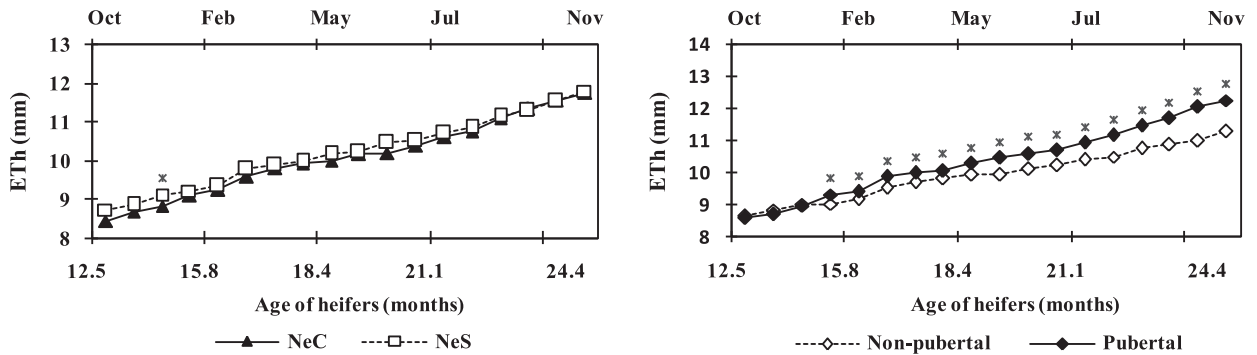 Oct Feb May Jul Nov
13
12
11
10
9
8
ETh (mm)
*
12.5 15.8 18.4 21.1 24.4
Age of heifers (months)
NeC NeS
Oct Feb May Jul Nov
14
13
12
11
10
9
8
ETh (mm)
* * * * * * * * * * * * * * *
12.5 15.8 18.4 21.1 24.4
Age of heifers (months)
Non-pubertal Pubertal